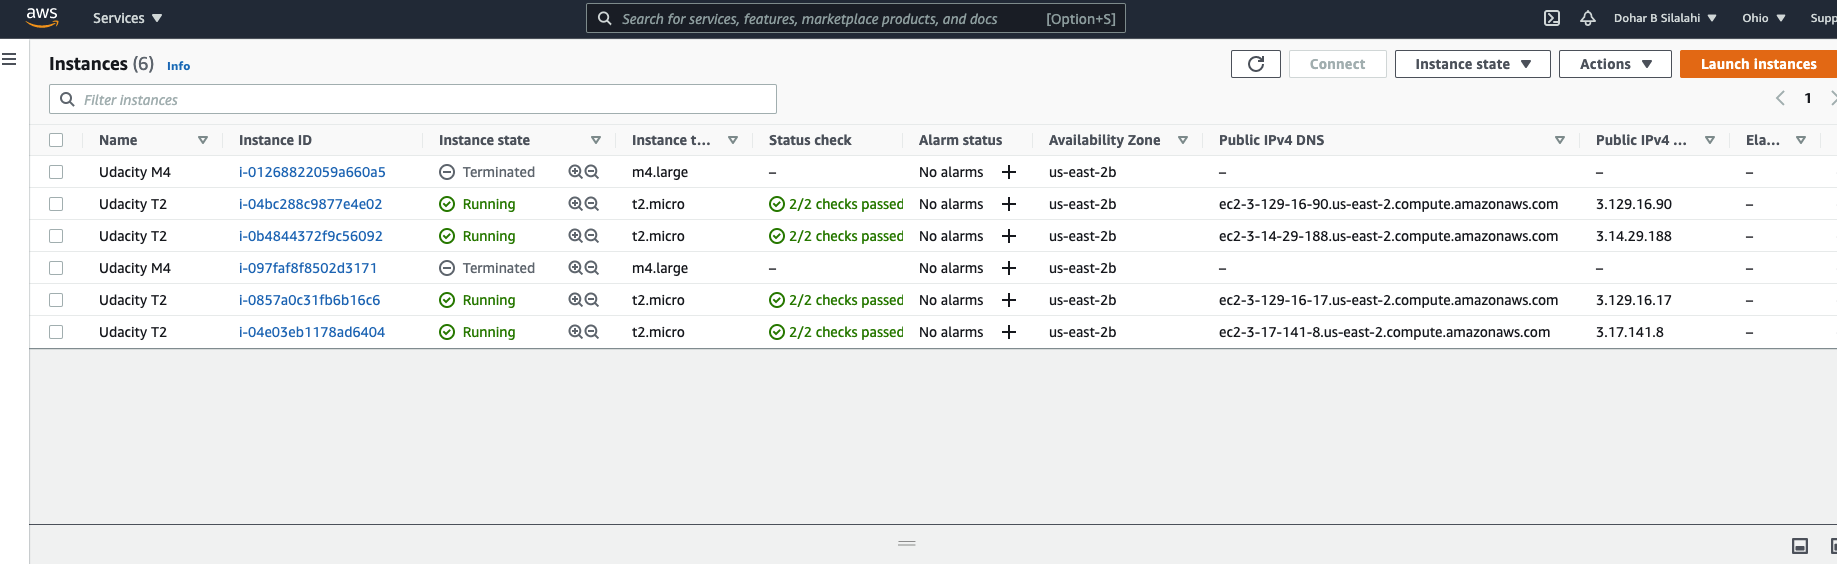 aws Services Search for services, features, marketplace products, and docs [Option+S] Dohar B Silalahi Ohio Supp
Instances (6) Info Connect Instance state Actions Launch instances
Filter instances 1
Name Instance ID Instance state Instance t... Status check Alarm status Availability Zone Public IPv4 DNS Public IPv4 ... Ela...
Udacity M4 i-01268822059a660a5 Terminated m4.large – No alarms + us-east-2b – – –
Udacity T2 i-04bc288c9877e4e02 Running t2.micro 2/2 checks passed No alarms + us-east-2b ec2-3-129-16-90.us-east-2.compute.amazonaws.com 3.129.16.90 –
Udacity T2 i-0b4844372f9c56092 Running t2.micro 2/2 checks passed No alarms + us-east-2b ec2-3-14-29-188.us-east-2.compute.amazonaws.com 3.14.29.188 –
Udacity M4 i-097faf8f8502d3171 Terminated m4.large – No alarms + us-east-2b – – –
Udacity T2 i-0857a0c31fb6b16c6 Running t2.micro 2/2 checks passed No alarms + us-east-2b ec2-3-129-16-17.us-east-2.compute.amazonaws.com 3.129.16.17 –
Udacity T2 i-04e03eb1178ad6404 Running t2.micro 2/2 checks passed No alarms + us-east-2b ec2-3-17-141-8.us-east-2.compute.amazonaws.com 3.17.141.8 –